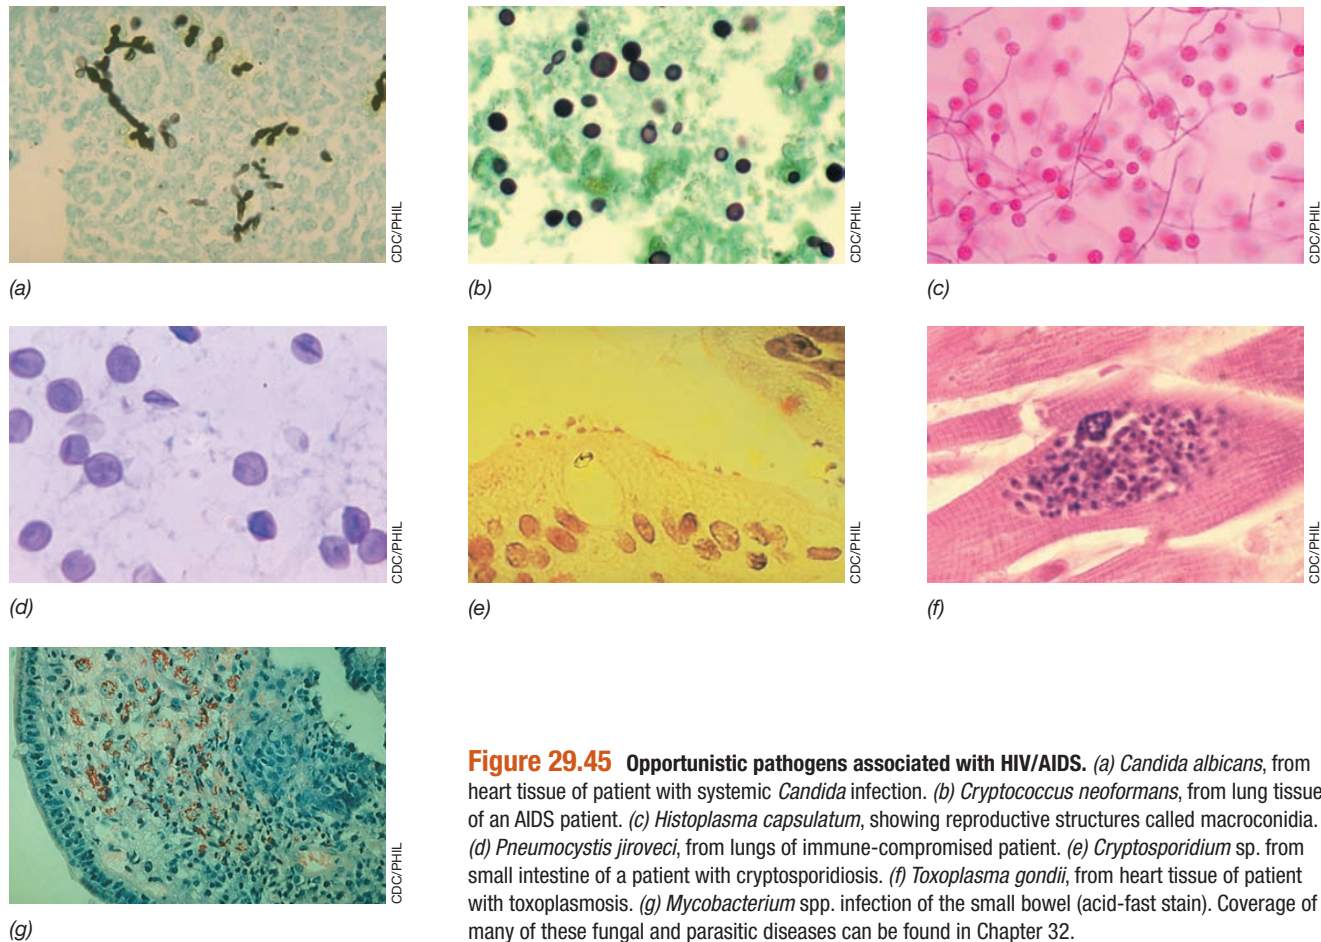 CDC/PHIL
CDC/PHIL
CDC/PHIL
(a)
(b)
(c)
CDC/PHIL
CDC/PHIL
CDC/PHIL
(d)
(e)
(f)
CDC/PHIL
(g)
Figure 29.45 Opportunistic pathogens associated with HIV/AIDS. (a) Candida albicans, from
heart tissue of patient with systemic Candida infection. (b) Cryptococcus neoformans, from lung tissue
of an AIDS patient. (c) Histoplasma capsulatum, showing reproductive structures called macroconidia.
(d) Pneumocystis jiroveci, from lungs of immune-compromised patient. (e) Cryptosporidium sp. from
small intestine of a patient with cryptosporidiosis. (f) Toxoplasma gondii, from heart tissue of patient
with toxoplasmosis. (g) Mycobacterium spp. infection of the small bowel (acid-fast stain). Coverage of
many of these fungal and parasitic diseases can be found in Chapter 32.